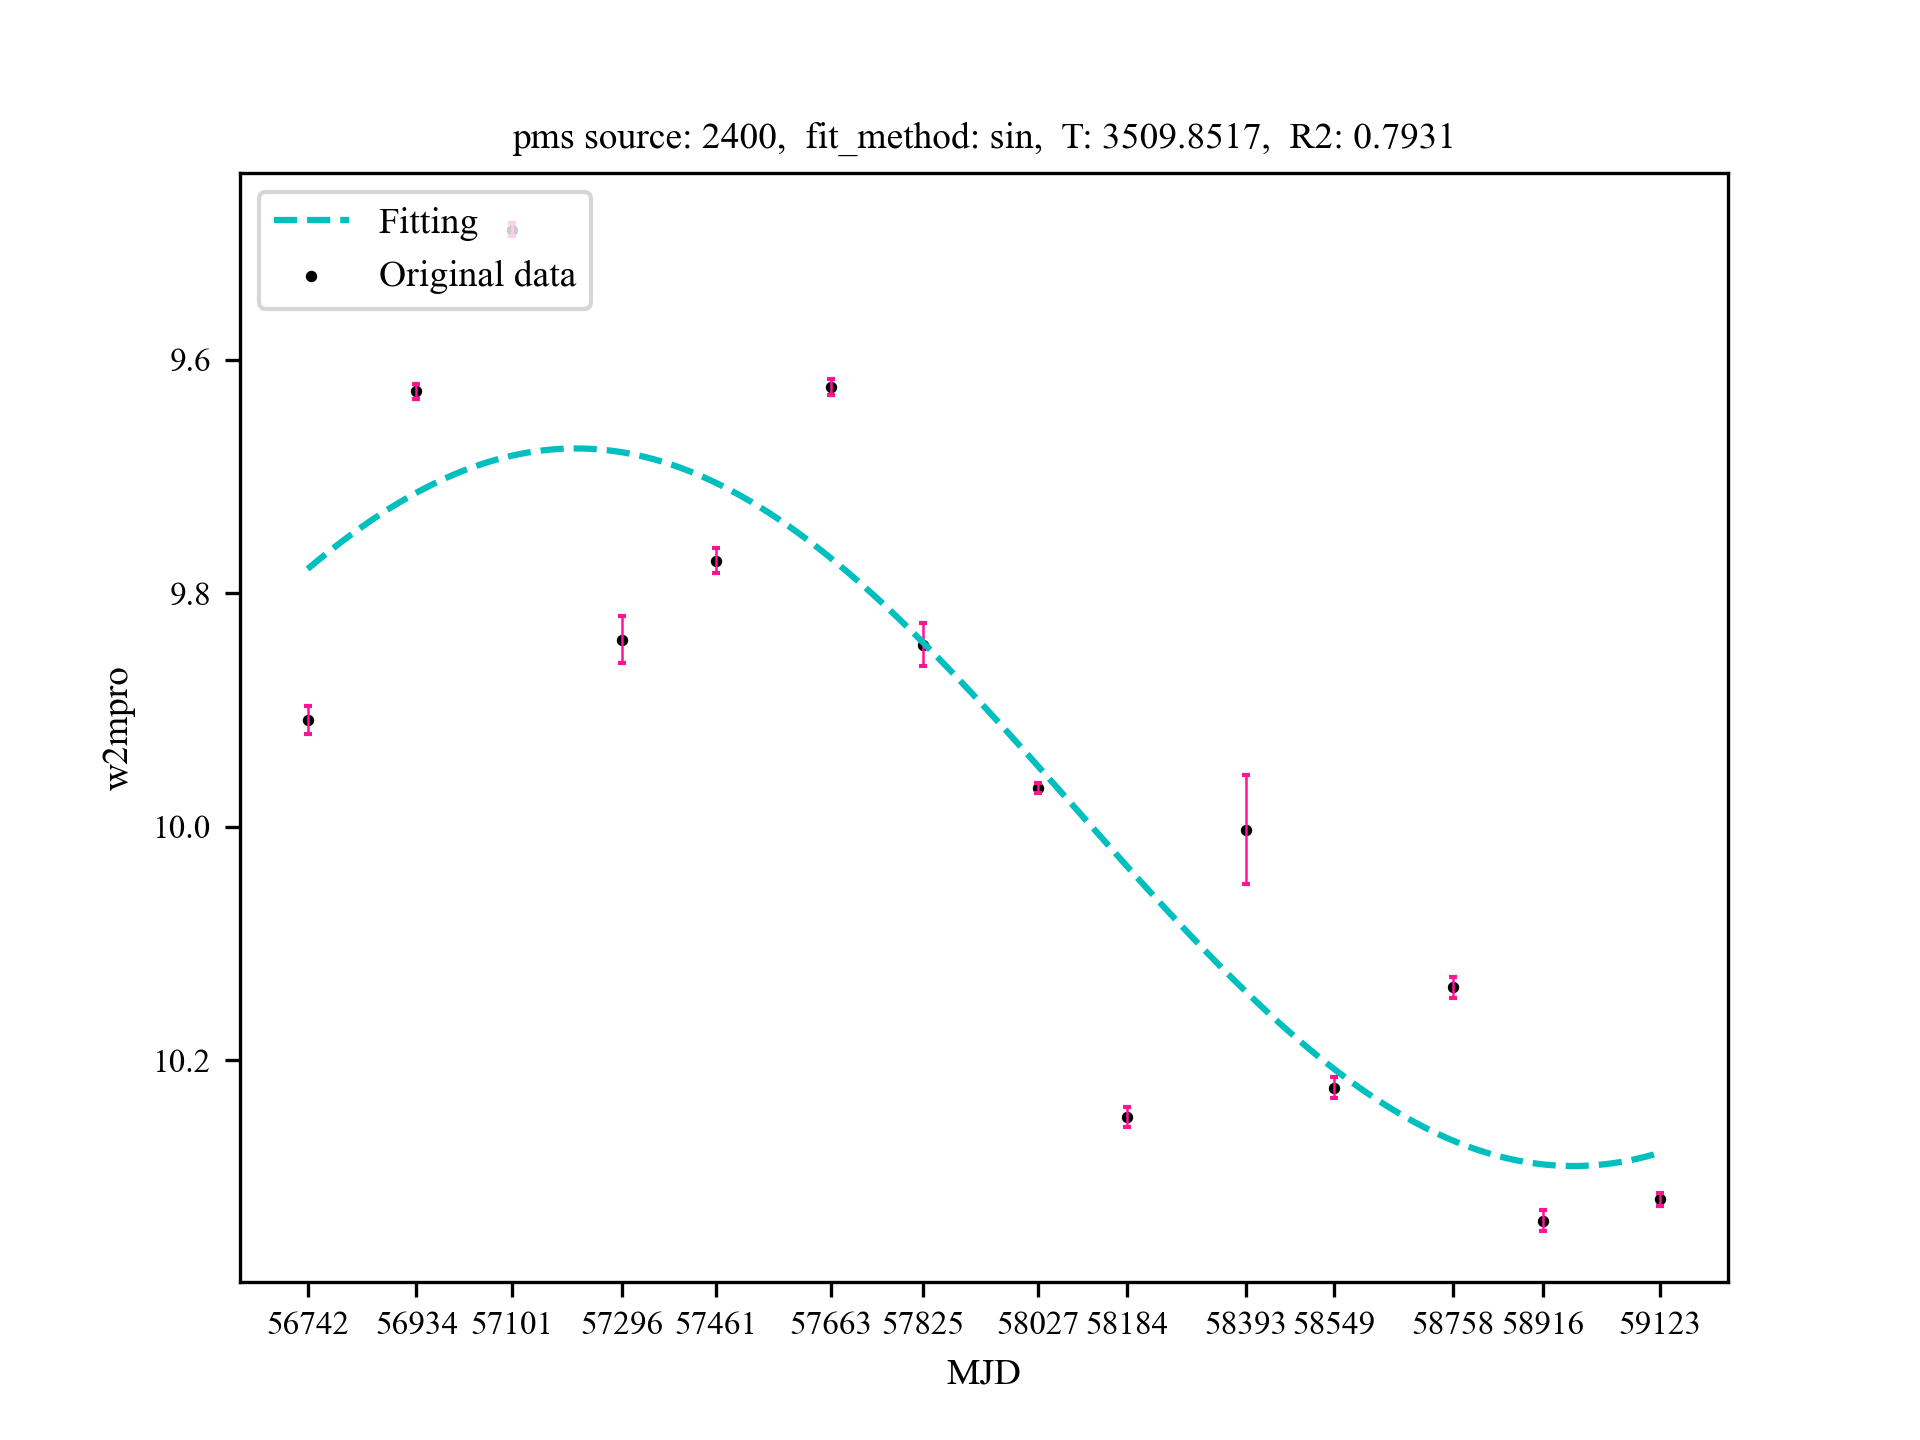 pms source: 2400,  fit_method: sin,  T: 3509.8517,  R2: 0.7931
Fitting
Original data
9.6
9.8
10.0
10.2
w2mpro
56742 56934 57101 57296 57461 57663 57825 58027 58184 58393 58549 58758 58916 59123
MJD